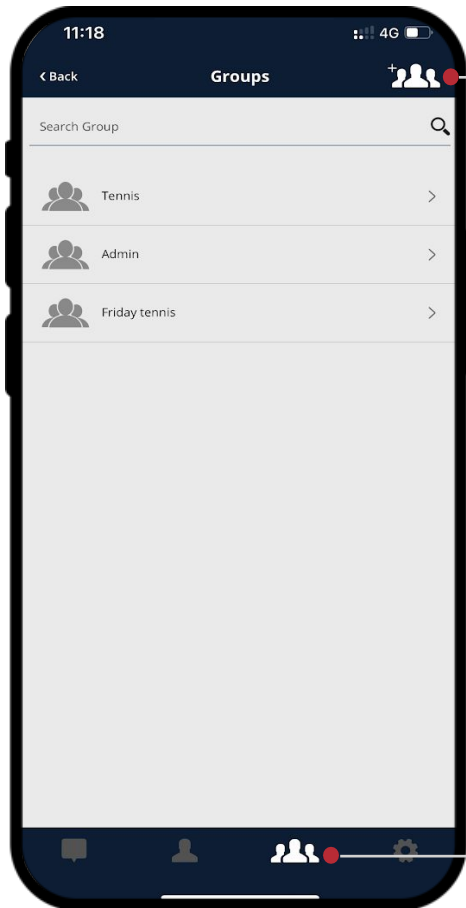 11:18 4G
Back Groups
Search Group
Tennis
Admin
Friday tennis